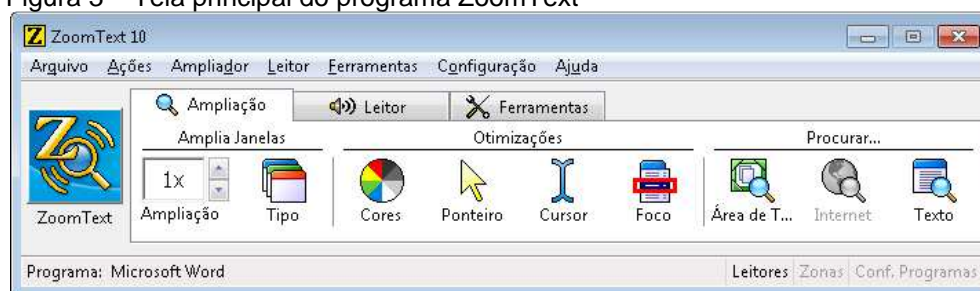 Figura 3 – Tela principal do programa ZoomText
ZoomText 10
Arquivo Ações Ampliador Leitor Ferramentas Configuração Ajuda
Ampliação Leitor Ferramentas
Amplia Janelas Otimizações Procurar...
1x
ZoomText Ampliação Tipo Cores Ponteiro Cursor Foco Área de T... Internet Texto
Programa: Microsoft Word Leitores Zonas Conf. Programas